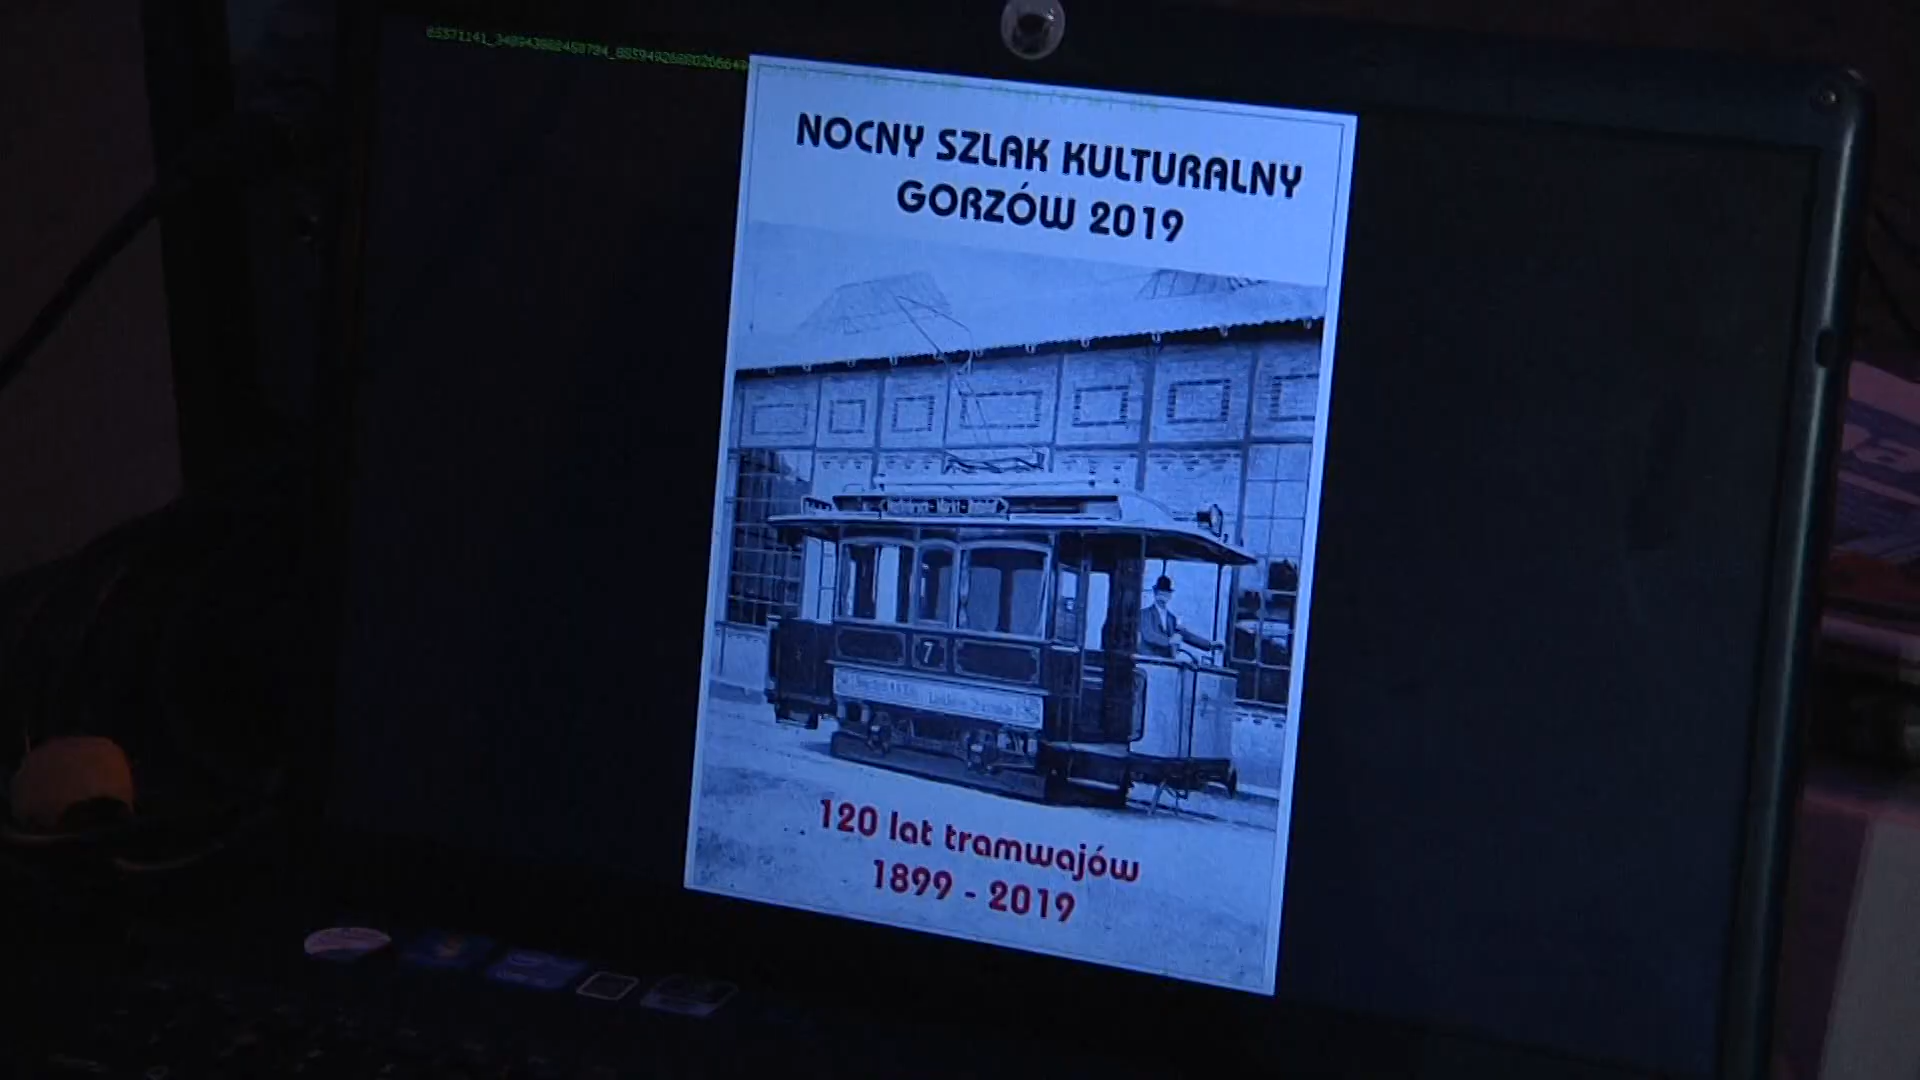 NOCNY SZLAK KULTURALNY
GORZÓW 2019
7
120 lat tramwajów
1899 - 2019